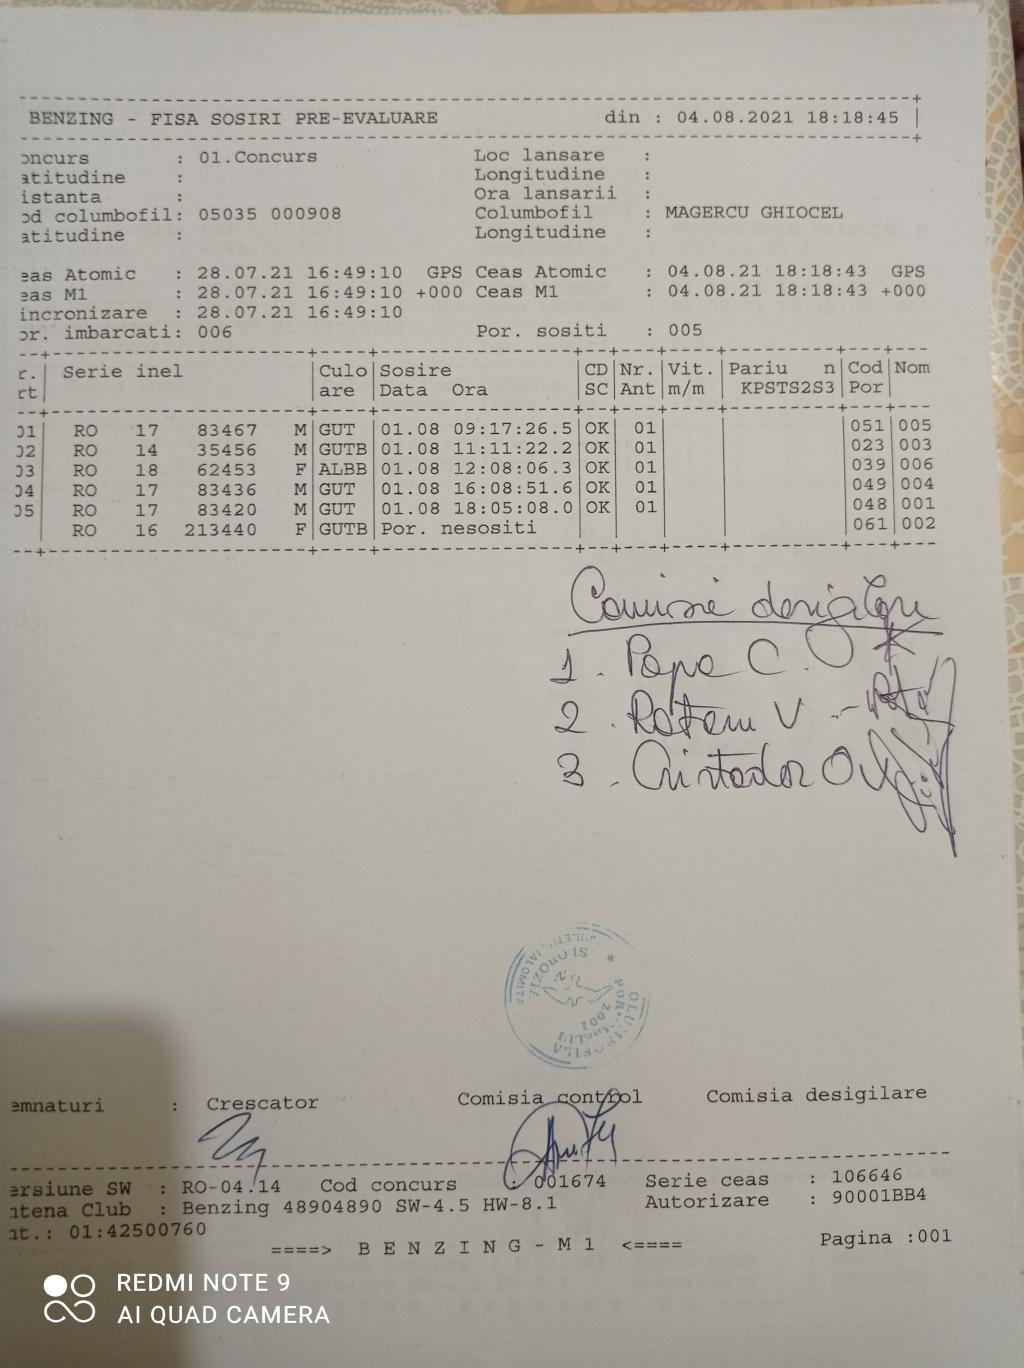 BENZING - FISA SOSIRI PRE-EVALUARE din : 04.08.2021 18:18:45
oncurs : 01.Concurs Loc lansare :
atitudine : Longitudine :
istanta : Ora lansarii :
od columbofil: 05035 000908 Columbofil : MAGERCU GHIOCEL
atitudine : Longitudine :
eas Atomic : 28.07.21 16:49:10 GPS Ceas Atomic : 04.08.21 18:18:43 GPS
eas M1 : 28.07.21 16:49:10 +000 Ceas M1 : 04.08.21 18:18:43 +000
incronizare : 28.07.21 16:49:10
or. imbarcati: 006 Por. sositi : 005
r. | Serie inel |Culo|Sosire |CD|Nr.|Vit.|Pariu n|Cod|Nom
rt| |are |Data Ora |SC|Ant|m/m | KPSTS2S3|Por|
01| RO 17 83467 M|GUT |01.08 09:17:26.5|OK| 01| | |051|005
02| RO 14 35456 M|GUTB|01.08 11:11:22.2|OK| 01| | |023|003
03| RO 18 62453 F|ALBB|01.08 12:08:06.3|OK| 01| | |039|006
04| RO 17 83436 M|GUT |01.08 16:08:51.6|OK| 01| | |049|004
05| RO 17 83420 M|GUT |01.08 18:05:08.0|OK| 01| | |048|001
| RO 16 213440 F|GUTB|Por. nesositi | | | | |061|002
Comisie desigilare
1. Popa C.
2. Rotaru V -
3. Cristador O
emnaturi : Crescator Comisia control Comisia desigilare
ersiune SW : RO-04.14 Cod concurs : 001674 Serie ceas : 106646
ntena Club : Benzing 48904890 SW-4.5 HW-8.1 Autorizare : 90001BB4
nt.: 01:42500760
====> B E N Z I N G - M 1 <==== Pagina :001
REDMI NOTE 9
AI QUAD CAMERA